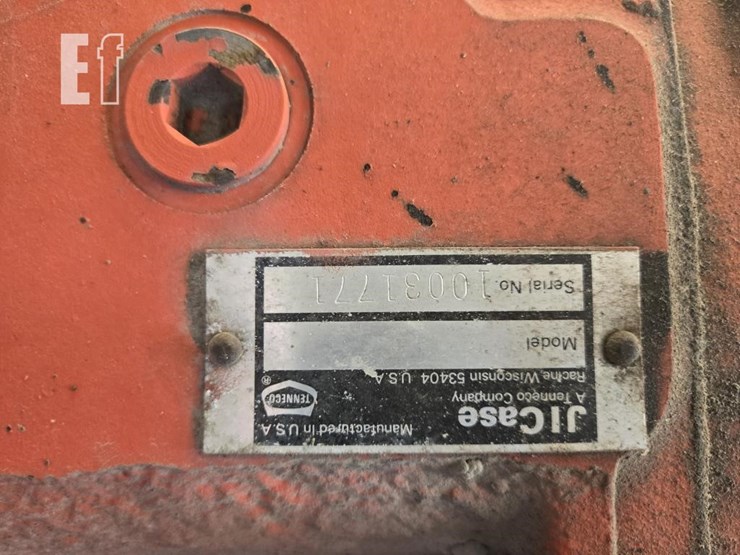 Ef
JI Case
A Tenneco Company
Racine, Wisconsin 53404 U.S.A.
Manufactured in U.S.A.
TENNECO
®
Model
Serial No. 10031771